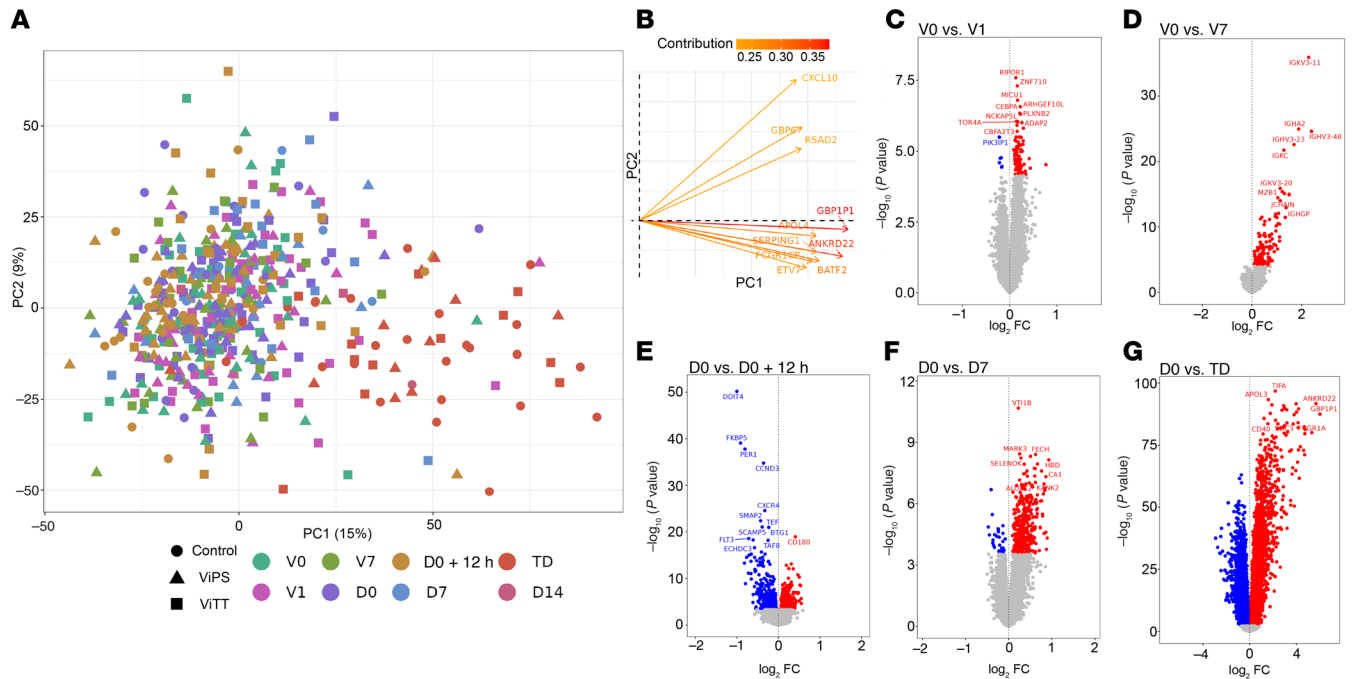 A
PC2 (9%)
50
25
0
−25
−50
−50
0
50
PC1 (15%)
Control
ViPS
ViTT
V0
V7
D0 + 12 h
TD
V1
D0
D7
D14
B
Contribution
0.25 0.30 0.35
CXCL10
GBP6
RSAD2
GBP1P1
APOL4
SERPING1
ANKRD22
FCGR1CP
ETV7
BATF2
PC2
PC1
C
V0 vs. V1
−log10 (P value)
7.5
5.0
2.5
0.0
RIPOR1
ZNF710
MICU1
CEBPA
ARHGEF10L
NCKAP5L
PLXNB2
TOR4A
ADAP2
CBFA2T3
PIK3IP1
−1
0
1
log2 FC
D
V0 vs. V7
−log10 (P value)
30
20
10
0
IGKV3-11
IGHA2
IGHV3-48
IGHV3-23
IGKC
IGKV3-20
MZB1
JCHAIN
IGHGP
−2
0
2
log2 FC
E
D0 vs. D0 + 12 h
−log10 (P value)
50
40
30
20
10
0
DDIT4
FKBP5
PER1
CCND3
CXCR4
SMAP2
TEF
SCAMP5
BTG1
FLT3
TAF8
CD180
ECHDC3
−2
−1
0
1
2
log2 FC
F
D0 vs. D7
−log10 (P value)
12
9
6
3
0
VTI1B
MARK3
FECH
SELENOK
HBD
CA1
KANK2
−2
−1
0
1
2
log2 FC
G
D0 vs. TD
−log10 (P value)
100
75
50
25
0
TIFA
APOL3
ANKRD22
GBP1P1
CD40
−4
0
4
log2 FC